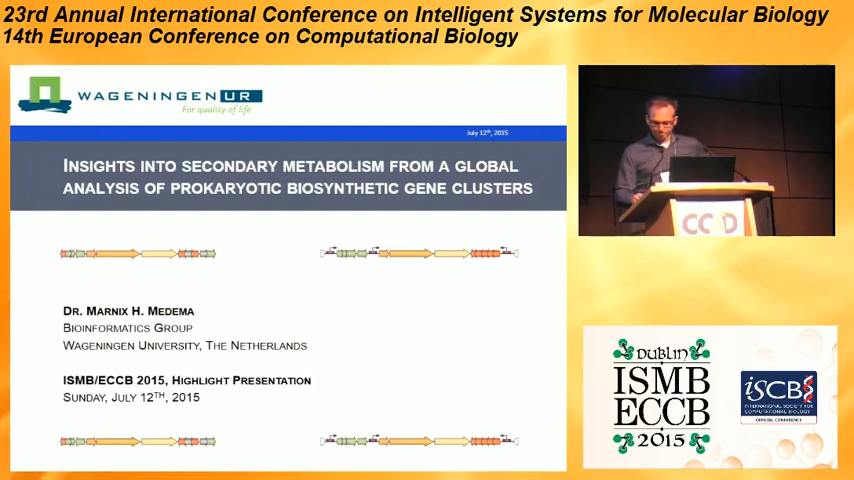 23rd Annual International Conference on Intelligent Systems for Molecular Biology
14th European Conference on Computational Biology
WAGENINGEN UR
For quality of life
July 12th, 2015
INSIGHTS INTO SECONDARY METABOLISM FROM A GLOBAL
ANALYSIS OF PROKARYOTIC BIOSYNTHETIC GENE CLUSTERS
DR. MARNIX H. MEDEMA
BIOINFORMATICS GROUP
WAGENINGEN UNIVERSITY, THE NETHERLANDS
ISMB/ECCB 2015, HIGHLIGHT PRESENTATION
SUNDAY, JULY 12TH, 2015
DUBLIN
ISMB
ECCB
2015
iSCB
INTERNATIONAL SOCIETY FOR
COMPUTATIONAL BIOLOGY
OFFICIAL CONFERENCE